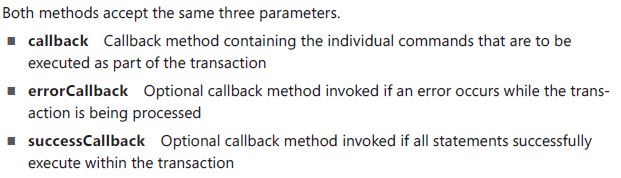 Both methods accept the same three parameters.
■ callback Callback method containing the individual commands that are to be
executed as part of the transaction
■ errorCallback Optional callback method invoked if an error occurs while the trans-
action is being processed
■ successCallback Optional callback method invoked if all statements successfully
execute within the transaction